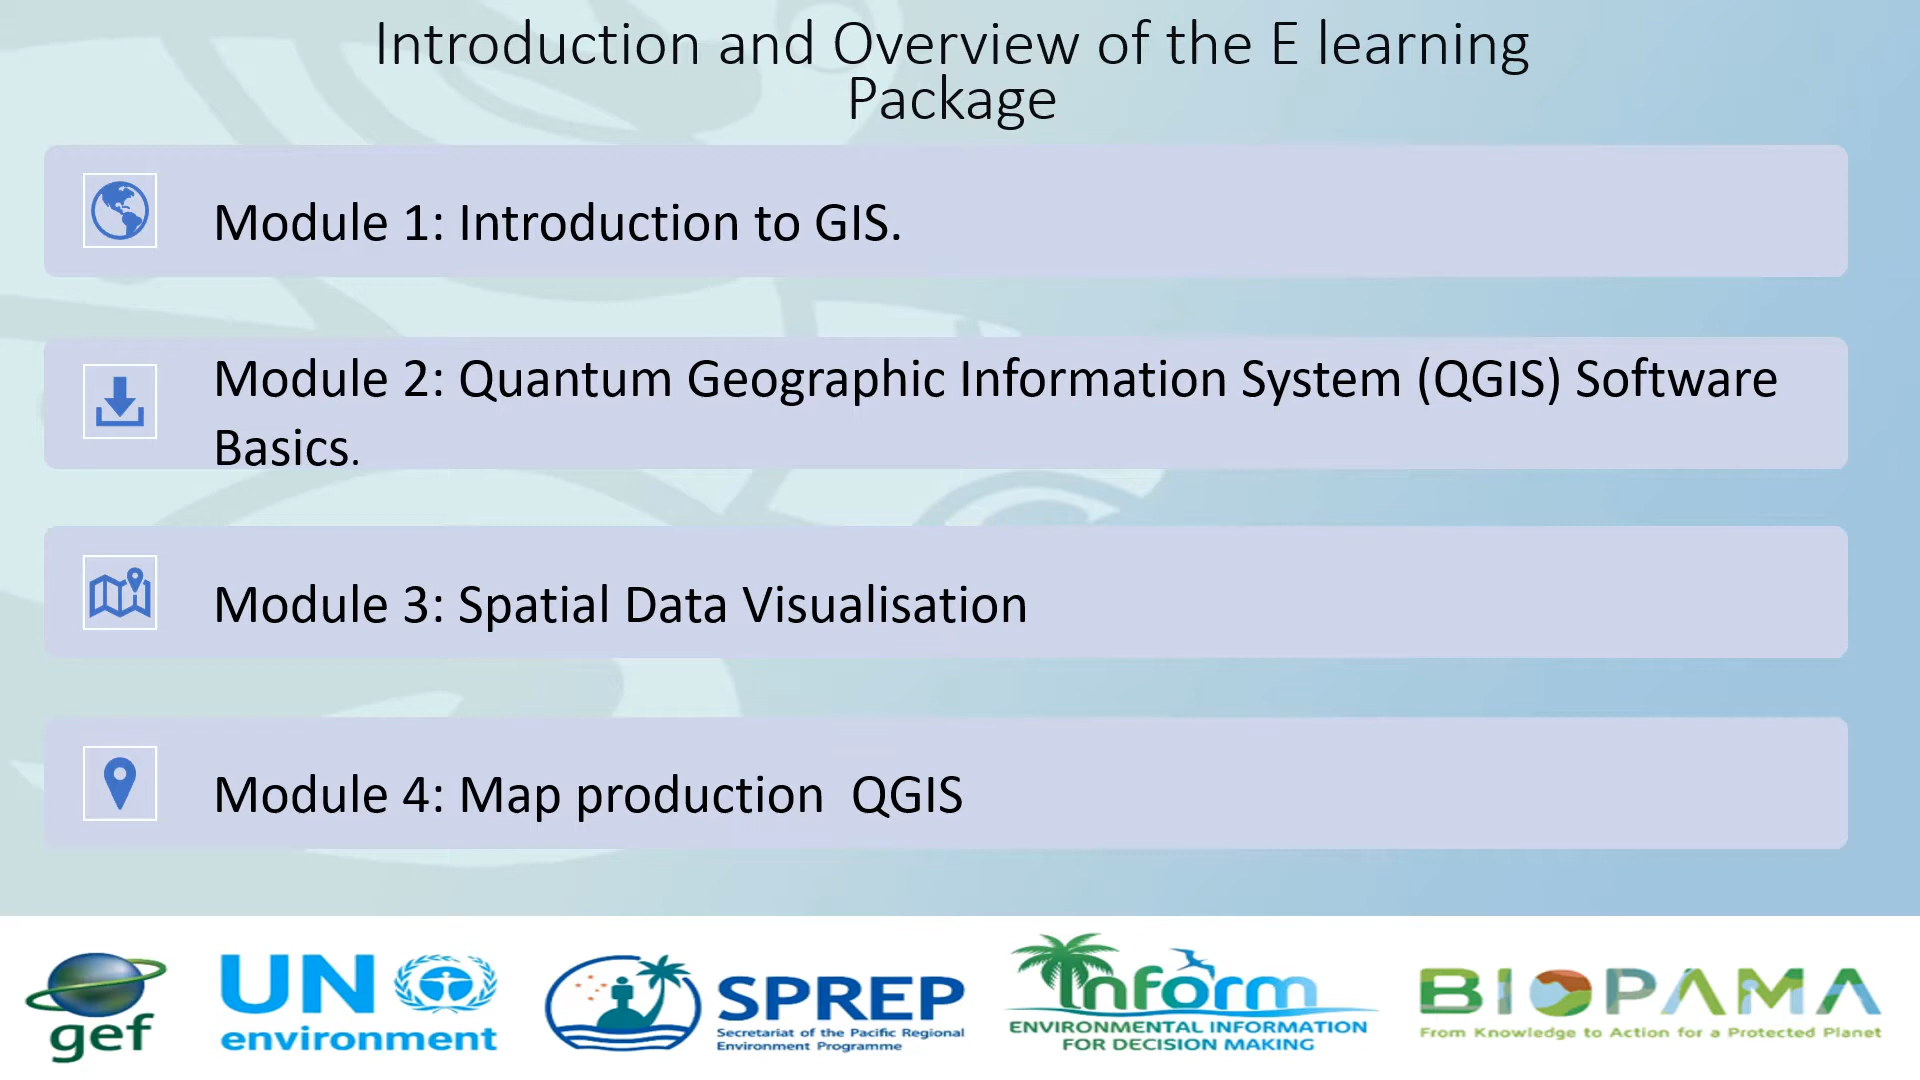 Introduction and Overview of the E learning
Package
Module 1: Introduction to GIS.
Module 2: Quantum Geographic Information System (QGIS) Software
Basics.
Module 3: Spatial Data Visualisation
Module 4: Map production  QGIS
gef
UN
environment
SPREP
Secretariat of the Pacific Regional
Environment Programme
Inform
ENVIRONMENTAL INFORMATION
FOR DECISION MAKING
BIOPAMA
From Knowledge to Action for a Protected Planet